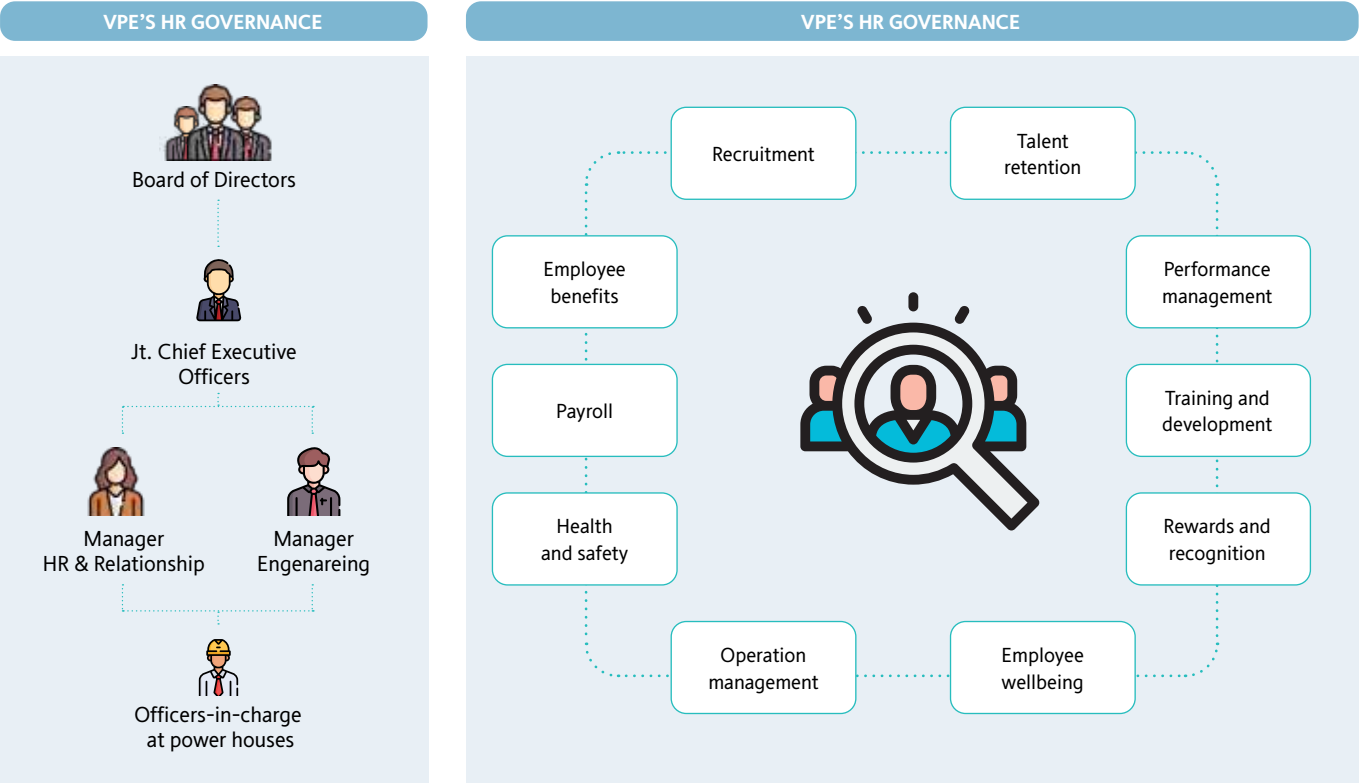 VPE'S HR GOVERNANCE
Board of Directors
Jt. Chief Executive
Officers
Manager
HR & Relationship
Manager
Engenareing
Officers-in-charge
at power houses
VPE'S HR GOVERNANCE
Recruitment
Talent
retention
Employee
benefits
Performance
management
Payroll
Training and
development
Health
and safety
Rewards and
recognition
Operation
management
Employee
wellbeing